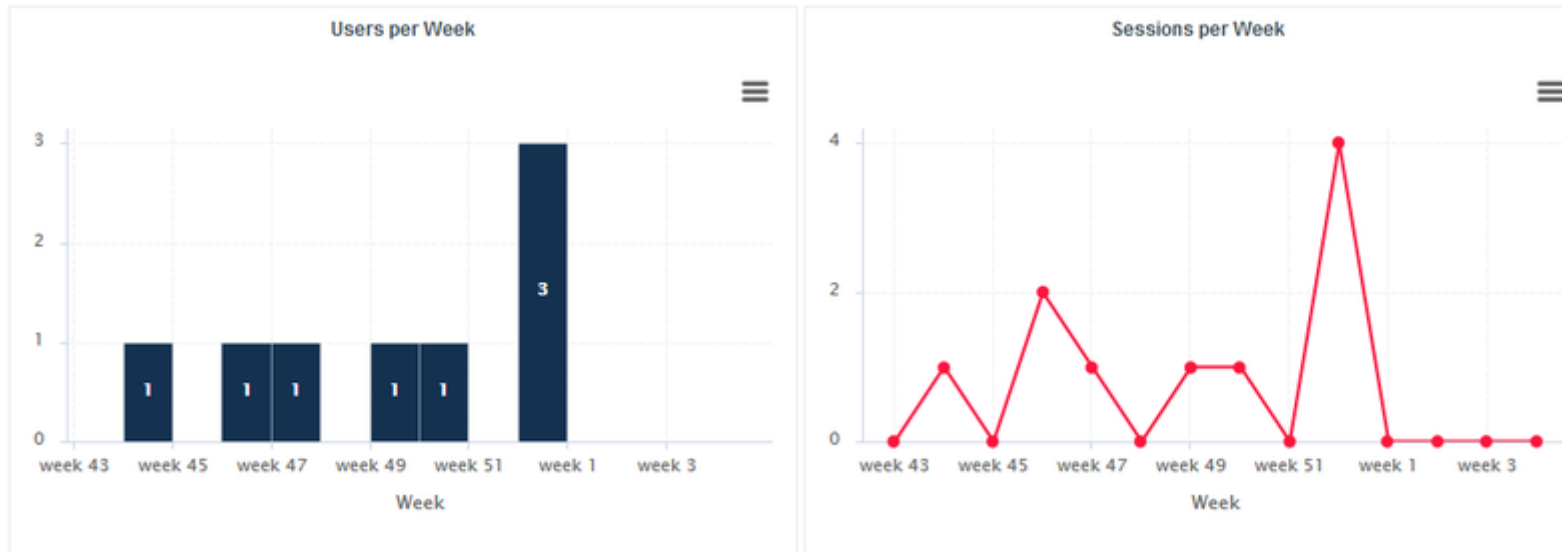 Users per Week
3
2
1
0
1
1
1
1
1
3
week 43
week 45
week 47
week 49
week 51
week 1
week 3
Week
Sessions per Week
4
2
0
week 43
week 45
week 47
week 49
week 51
week 1
week 3
Week